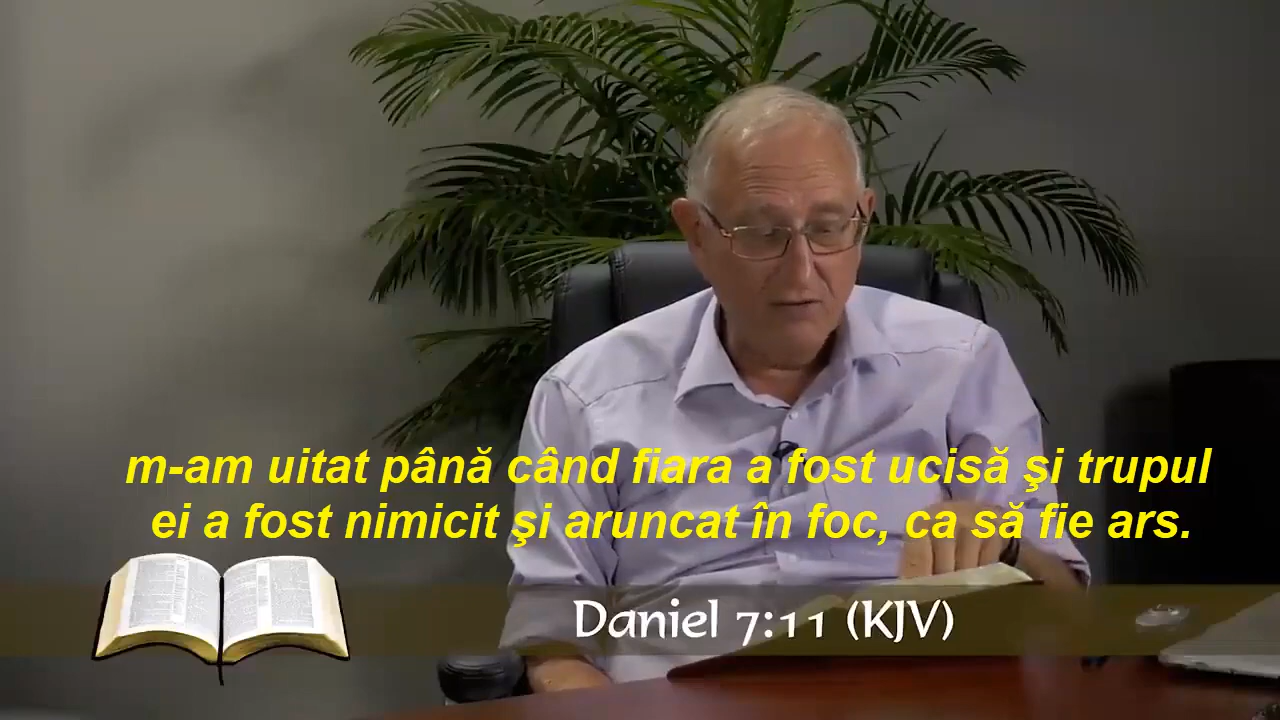 m-am uitat până când fiara a fost ucisă şi trupul
ei a fost nimicit şi aruncat în foc, ca să fie ars.
Daniel 7:11 (KJV)